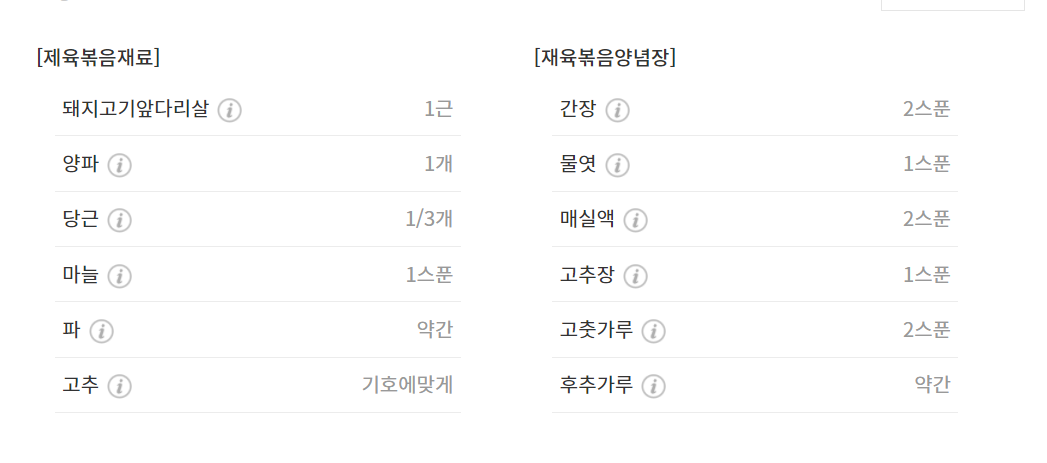 [제육볶음재료]
돼지고기앞다리살 1근
양파 1개
당근 1/3개
마늘 1스푼
파 약간
고추 기호에맞게
[재육볶음양념장]
간장 2스푼
물엿 1스푼
매실액 2스푼
고추장 1스푼
고춧가루 2스푼
후추가루 약간